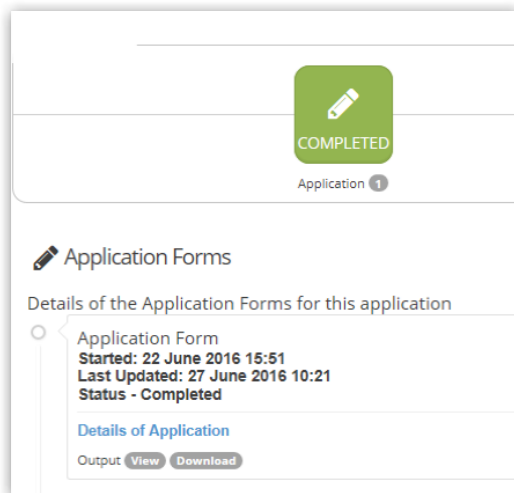 COMPLETED
Application 1
Application Forms
Details of the Application Forms for this application
Application Form
Started: 22 June 2016 15:51
Last Updated: 27 June 2016 10:21
Status - Completed
Details of Application
Output View Download